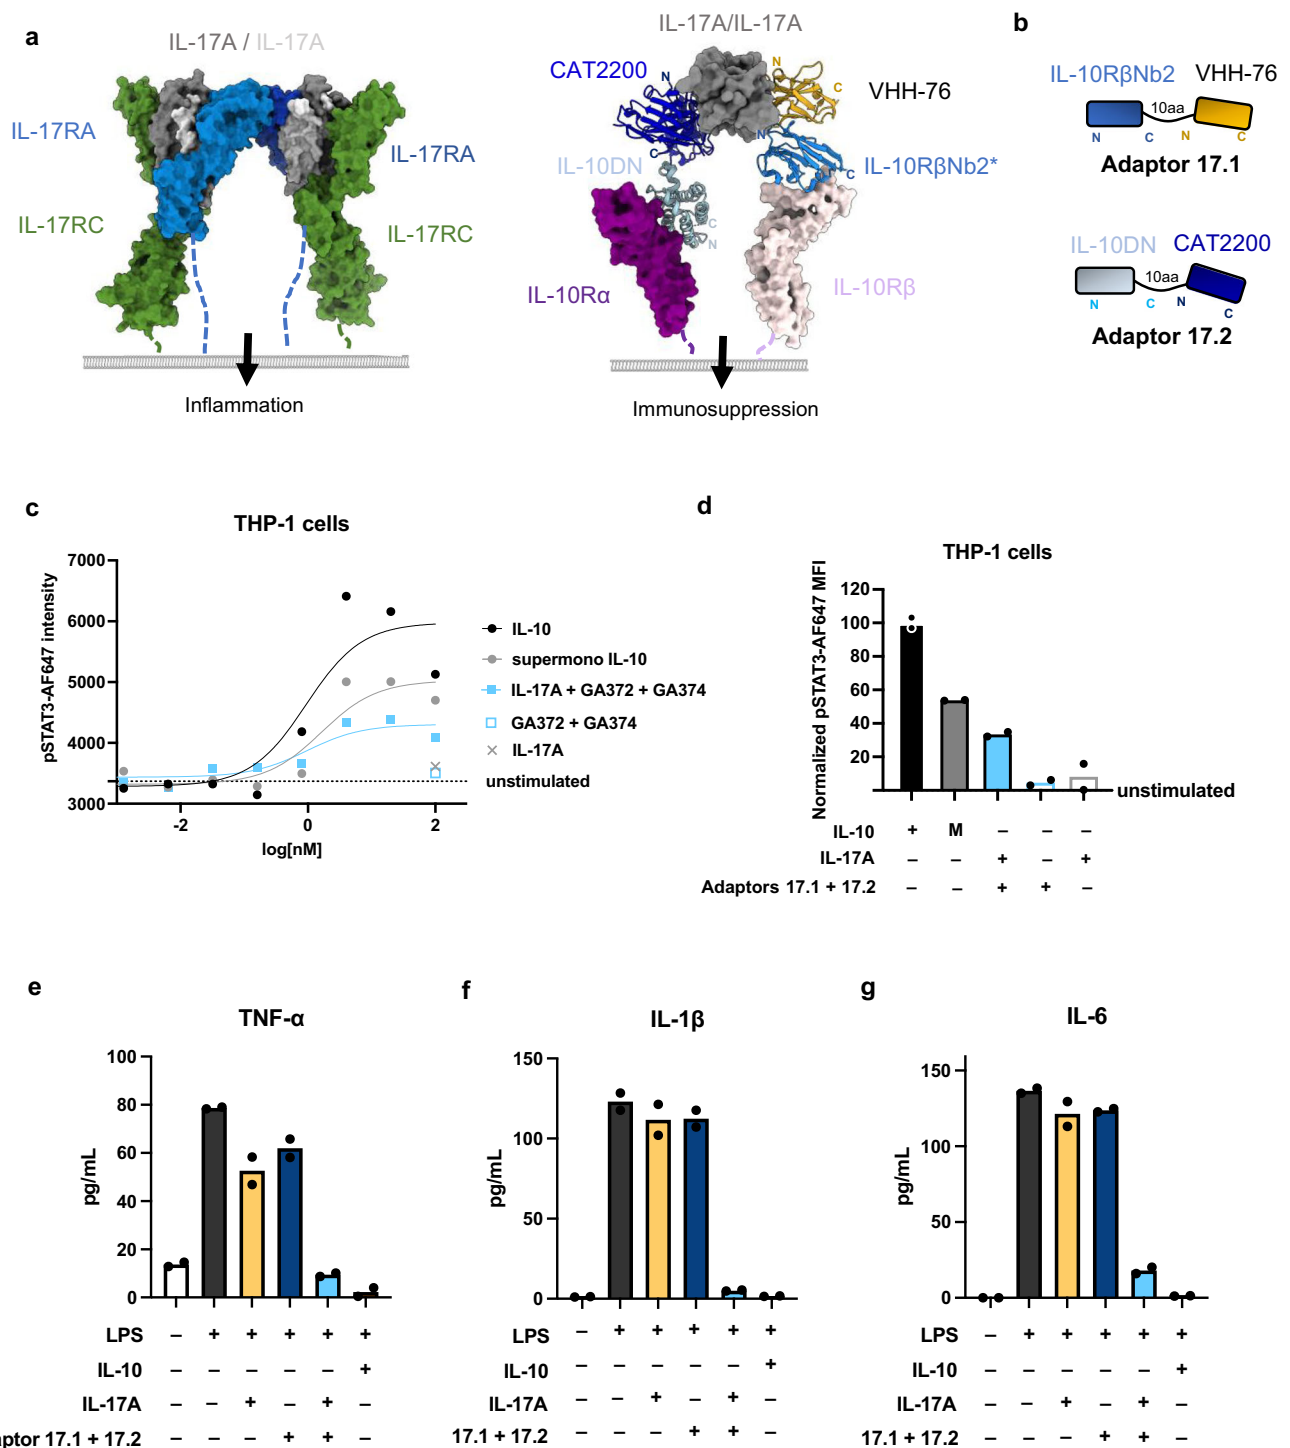 a
IL-17A / IL-17A
IL-17RA
IL-17RA
IL-17RC
IL-17RC
Inflammation
IL-17A/IL-17A
CAT2200
N
N
C
VHH-76
C
N
IL-10DN
C
IL-10RβNb2*
C
N
IL-10Rα
IL-10Rβ
Immunosuppression
b
IL-10RβNb2 VHH-76
10aa
N C N C
Adaptor 17.1
IL-10DN CAT2200
10aa
N C N C
Adaptor 17.2
c
THP-1 cells
pSTAT3-AF647 intensity
7000
6000
5000
4000
3000
-2 0 2
log[nM]
IL-10
supermono IL-10
IL-17A + GA372 + GA374
GA372 + GA374
IL-17A
unstimulated
d
THP-1 cells
Normalized pSTAT3-AF647 MFI
120
100
80
60
40
20
unstimulated
IL-10 + M – – –
IL-17A – – + – +
Adaptors 17.1 + 17.2 – – + + –
e
TNF-α
pg/mL
100
80
60
40
20
0
LPS – + + + + +
IL-10 – – – – – +
IL-17A – – + – + –
aptor 17.1 + 17.2 – – – + + –
f
IL-1β
pg/mL
150
100
50
0
LPS – + + + + +
IL-10 – – – – – +
IL-17A – – + – + –
17.1 + 17.2 – – – + + –
g
IL-6
pg/mL
150
100
50
0
LPS – + + + + +
IL-10 – – – – – +
IL-17A – – + – + –
17.1 + 17.2 – – – + + –